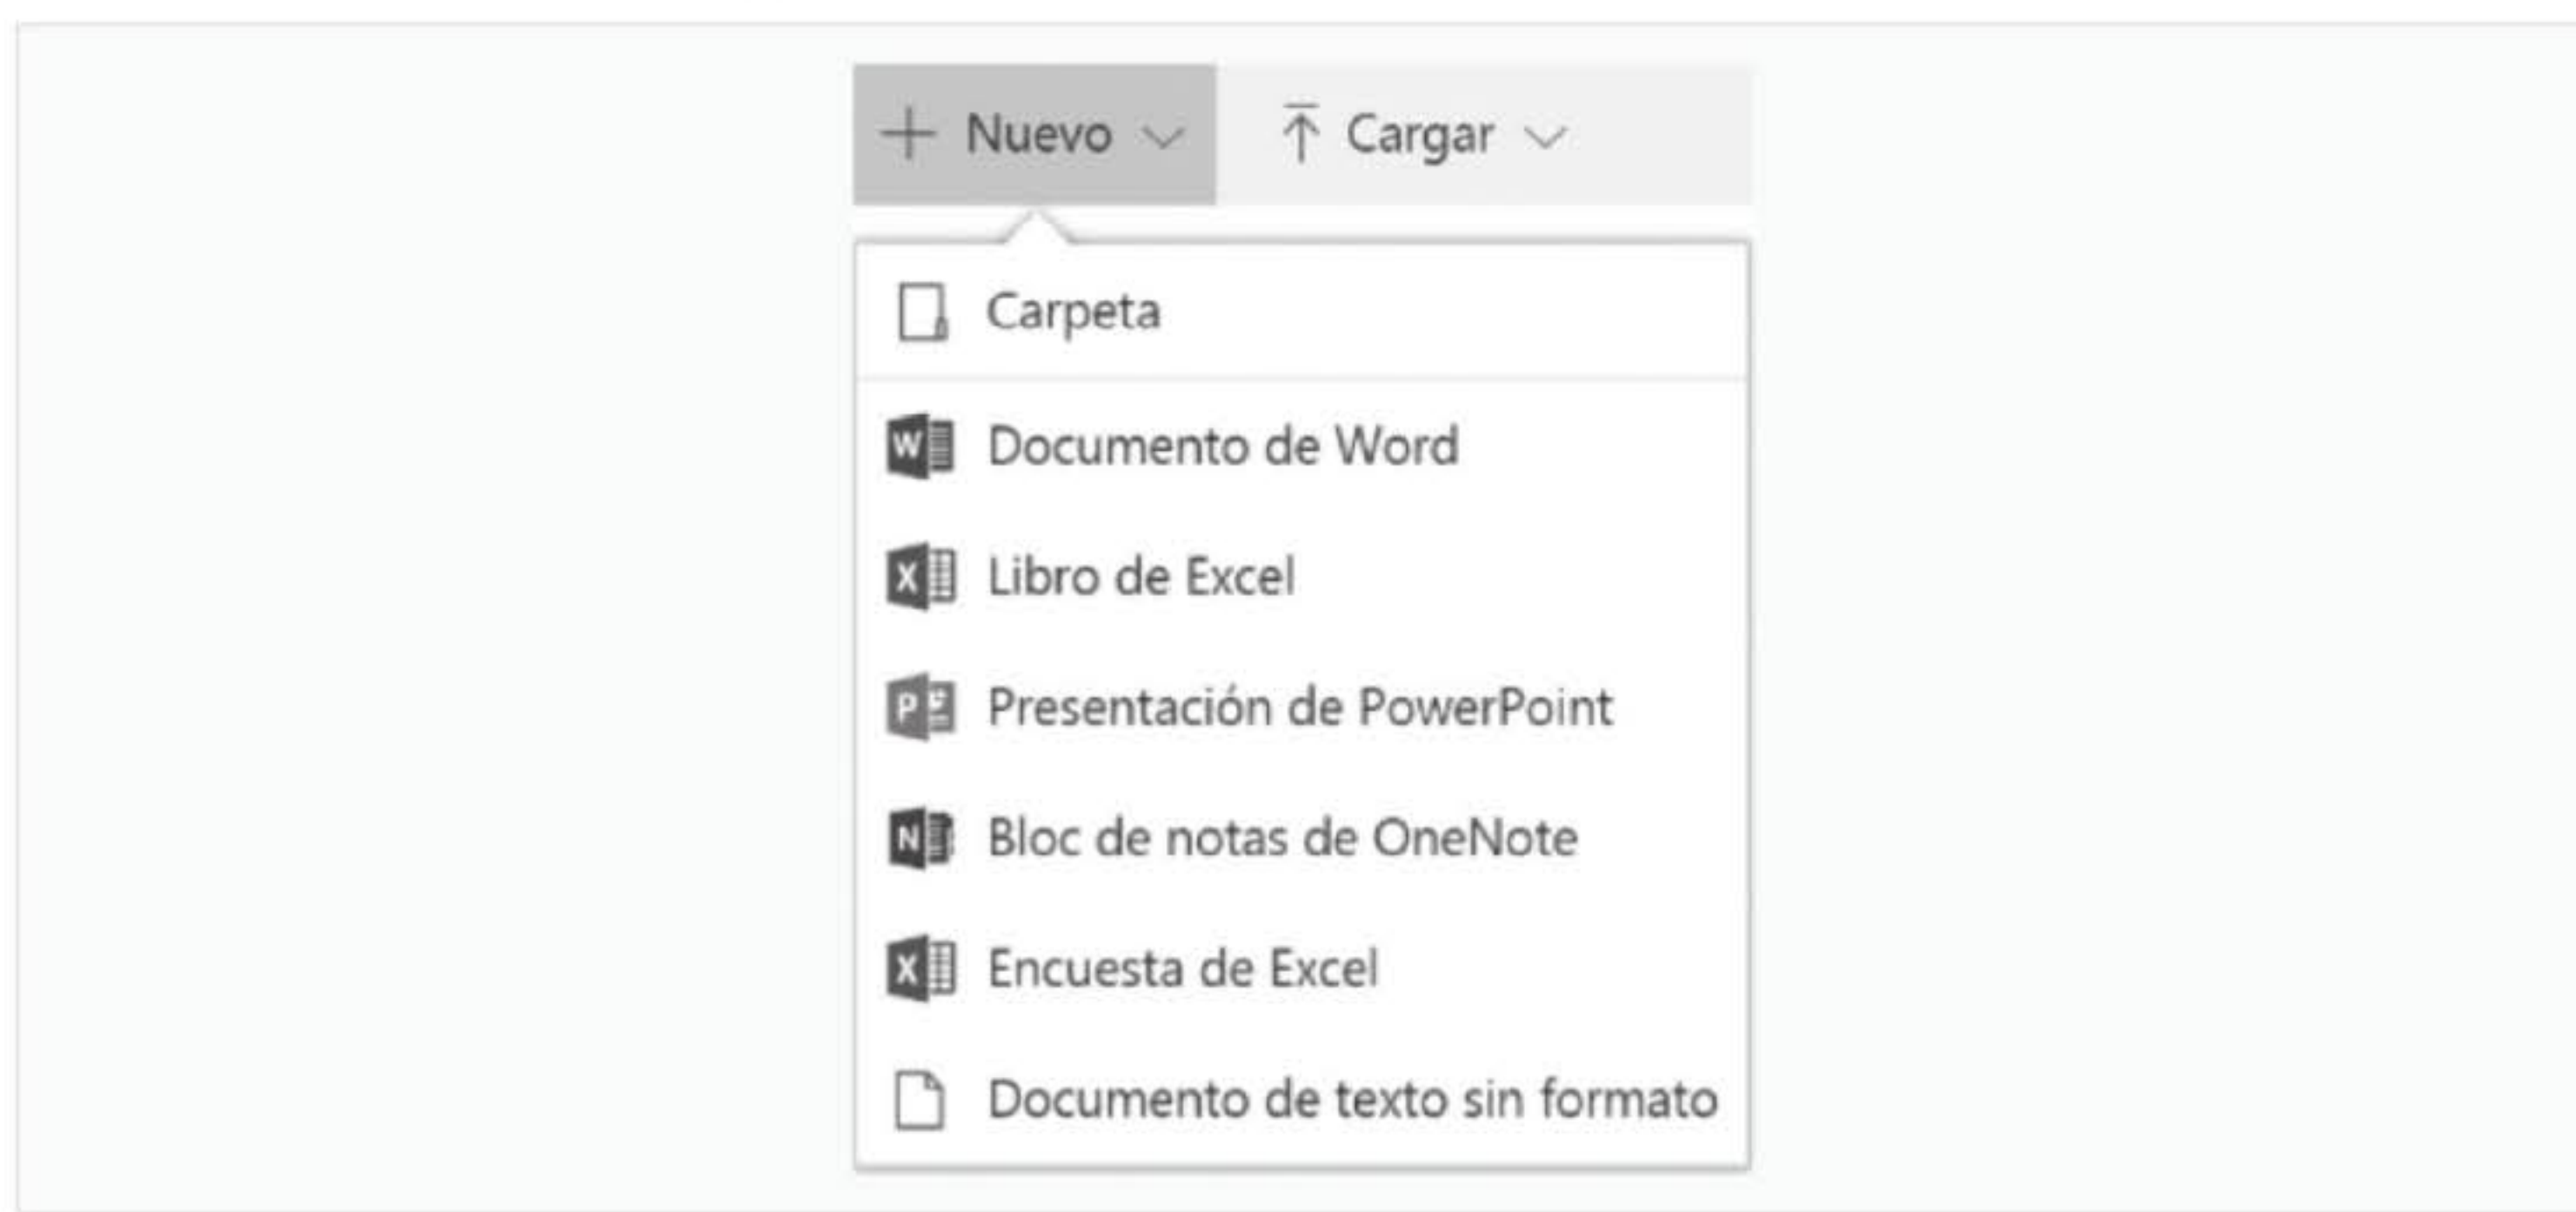 Nuevo Cargar
Carpeta
Documento de Word
Libro de Excel
Presentación de PowerPoint
Bloc de notas de OneNote
Encuesta de Excel
Documento de texto sin formato